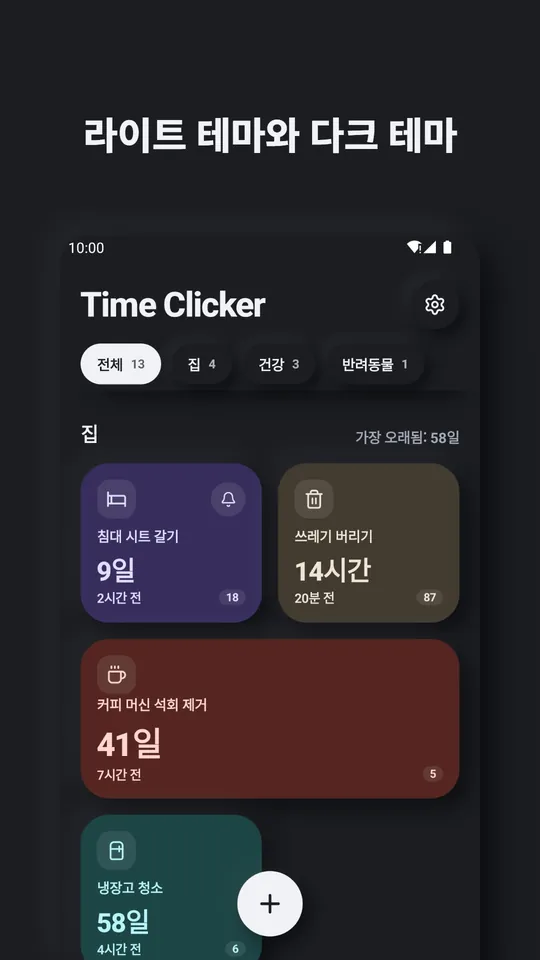 라이트 테마와 다크 테마
10:00
Time Clicker
전체 13 집 4 건강 3 반려동물 1
집 가장 오래됨: 58일
침대 시트 갈기
9일
2시간 전 18
쓰레기 버리기
14시간
20분 전 87
커피 머신 석회 제거
41일
7시간 전 5
냉장고 청소
58일
4시간 전 6